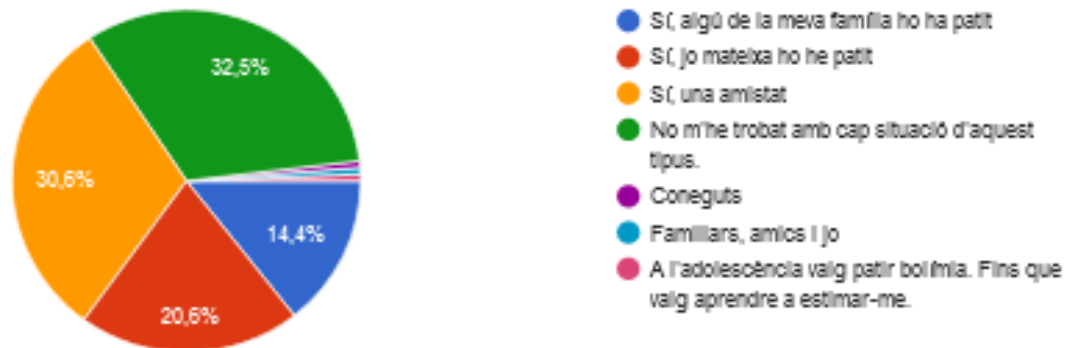 32,5%
30,6%
14,4%
20,6%
Sí, algú de la meva família ho ha patit
Sí, jo mateixa ho he patit
Sí, una amistat
No m'he trobat amb cap situació d'aquest
tipus.
Coneguts
Familiars, amics i jo
A l'adolescència vaig patir bolímia. Fins que
vaig aprendre a estimar-me.